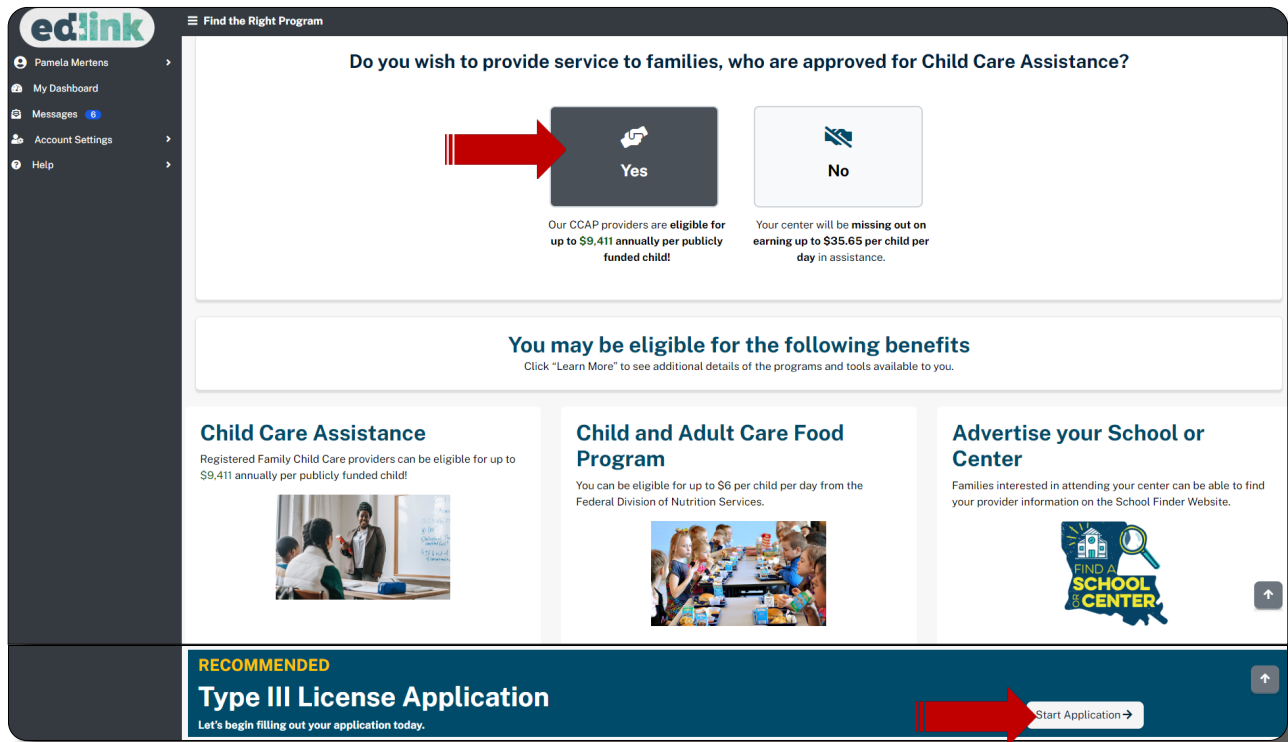 ed:link
Find the Right Program
Pamela Mertens
My Dashboard
Messages 6
Account Settings
Help
Do you wish to provide service to families, who are approved for Child Care Assistance?
Yes
Our CCAP providers are eligible for
up to $9,411 annually per publicly
funded child!
No
Your center will be missing out on
earning up to $35.65 per child per
day in assistance.
You may be eligible for the following benefits
Click “Learn More” to see additional details of the programs and tools available to you.
Child Care Assistance
Registered Family Child Care providers can be eligible for up to
$9,411 annually per publicly funded child!
Child and Adult Care Food
Program
You can be eligible for up to $6 per child per day from the
Federal Division of Nutrition Services.
Advertise your School or
Center
Families interested in attending your center can be able to find
your provider information on the School Finder Website.
FIND A
SCHOOL
OR CENTER
RECOMMENDED
Type III License Application
Let’s begin filling out your application today.
Start Application